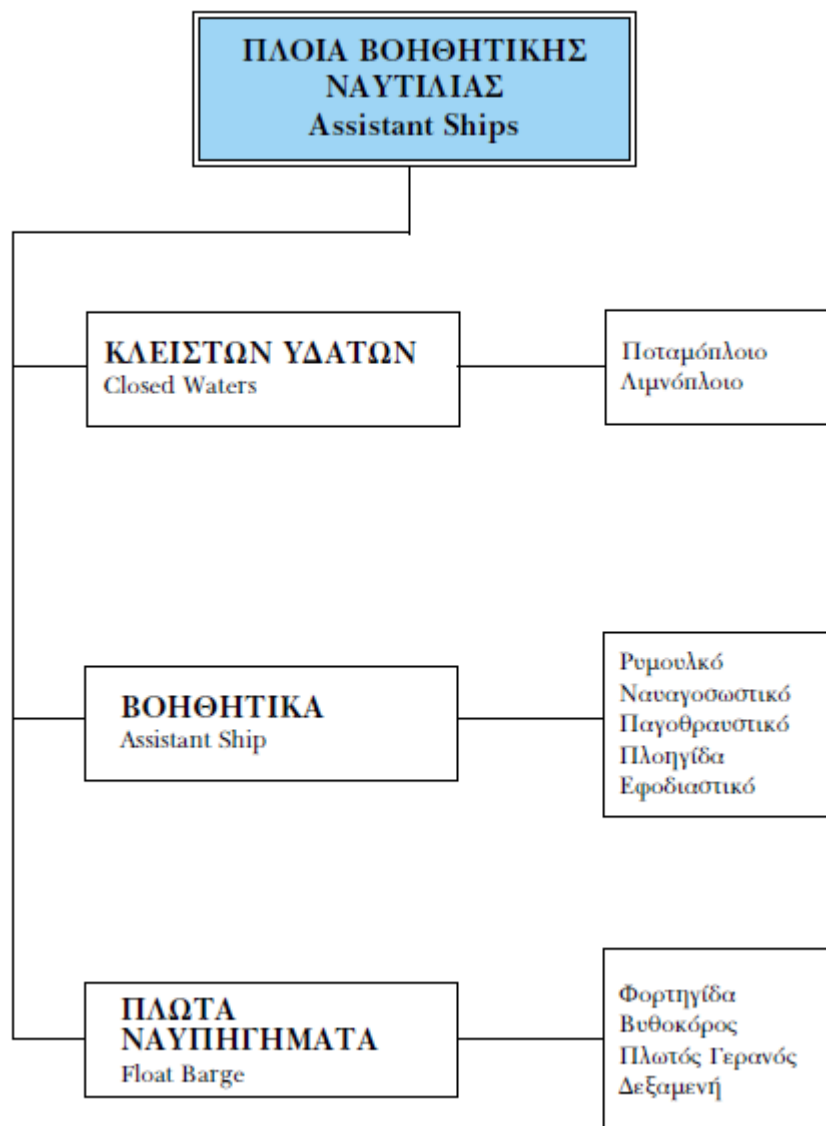 ΠΛΟΙΑ ΒΟΗΘΗΤΙΚΗΣ
ΝΑΥΤΙΛΙΑΣ
Assistant Ships
ΚΛΕΙΣΤΩΝ ΥΔΑΤΩΝ
Closed Waters
Ποταμόπλοιο
Λιμνόπλοιο
ΒΟΗΘΗΤΙΚΑ
Assistant Ship
Ρυμουλκό
Ναυαγοσωστικό
Παγοθραυστικό
Πλοηγίδα
Εφοδιαστικό
ΠΛΩΤΑ
ΝΑΥΠΗΓΗΜΑΤΑ
Float Barge
Φορτηγίδα
Βυθοκόρος
Πλωτός Γερανός
Δεξαμενή